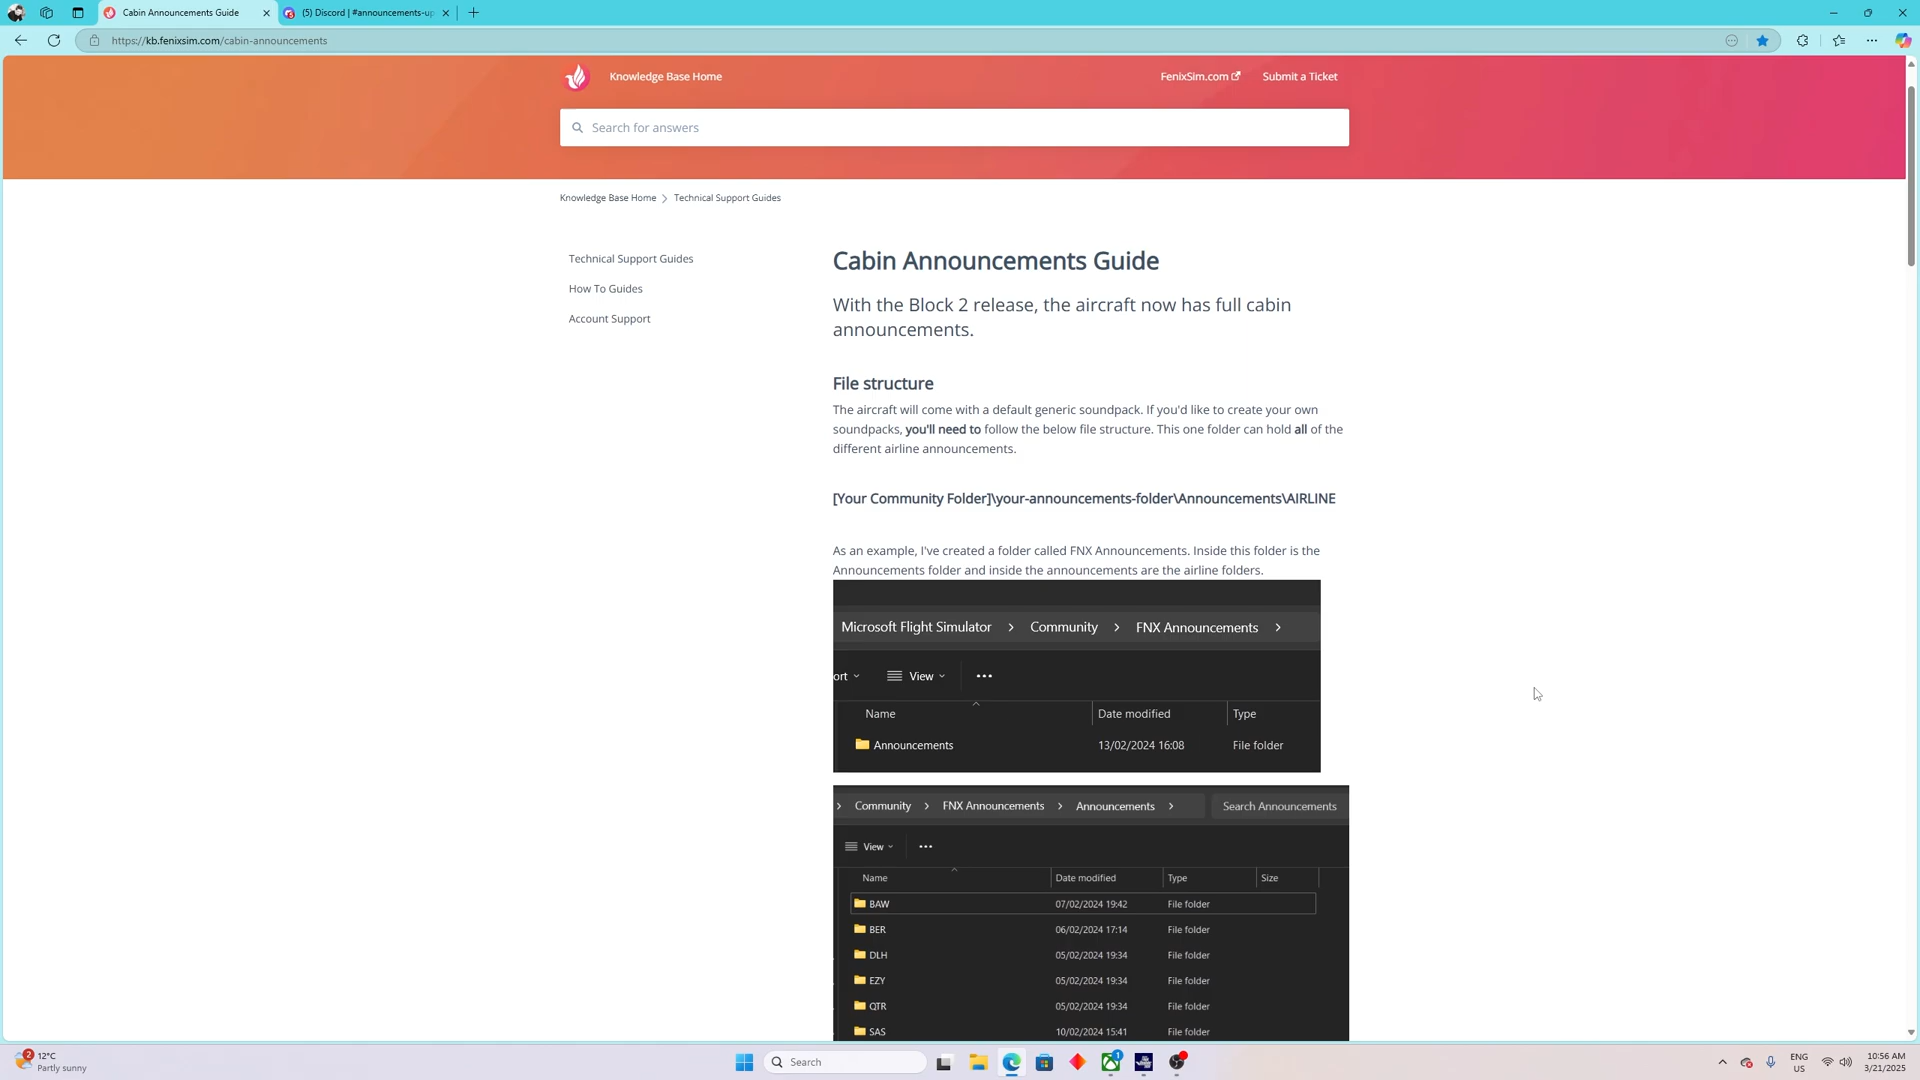 Cabin Announcements Guide
(5) Discord | #announcements-up
https://kb.fenixsim.com/cabin-announcements
Knowledge Base Home
FenixSim.com
Submit a Ticket
Search for answers
Knowledge Base Home
Technical Support Guides
Technical Support Guides
How To Guides
Account Support
Cabin Announcements Guide
With the Block 2 release, the aircraft now has full cabin
announcements.
File structure
The aircraft will come with a default generic soundpack. If you'd like to create your own
soundpacks, you'll need to follow the below file structure. This one folder can hold all of the
different airline announcements.
[Your Community Folder]\your-announcements-folder\Announcements\AIRLINE
As an example, I've created a folder called FNX Announcements. Inside this folder is the
Announcements folder and inside the announcements are the airline folders.
Microsoft Flight Simulator > Community > FNX Announcements >
ort View
Name Date modified Type
Announcements 13/02/2024 16:08 File folder
> Community > FNX Announcements > Announcements > Search Announcements
View
Name Date modified Type Size
BAW 07/02/2024 19:42 File folder
BER 06/02/2024 17:14 File folder
DLH 05/02/2024 19:34 File folder
EZY 05/02/2024 19:34 File folder
QTR 05/02/2024 19:34 File folder
SAS 10/02/2024 15:41 File folder
2
12°C
Partly sunny
Search
1
ENG
US
10:56 AM
3/21/2025